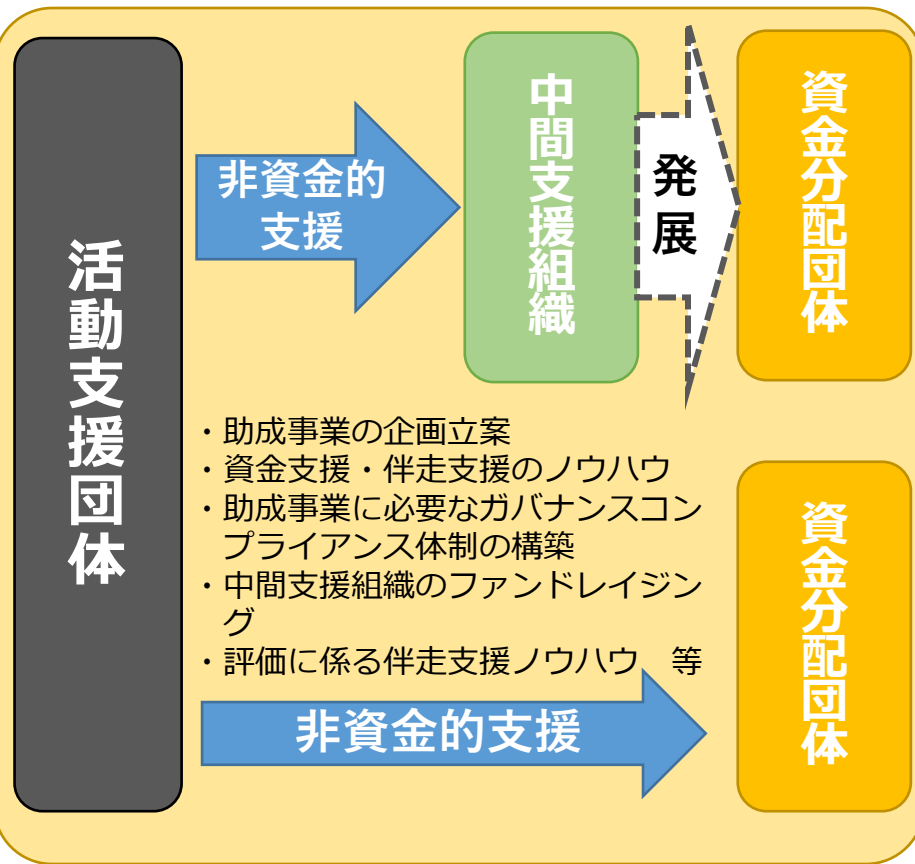 活動支援団体
非資金的
支援
中間支援組織
発展
資金分配団体
・助成事業の企画立案
・資金支援・伴走支援のノウハウ
・助成事業に必要なガバナンスコン
プライアンス体制の構築
・中間支援組織のファンドレイジン
グ
・評価に係る伴走支援ノウハウ　等
非資金的支援
資金分配団体